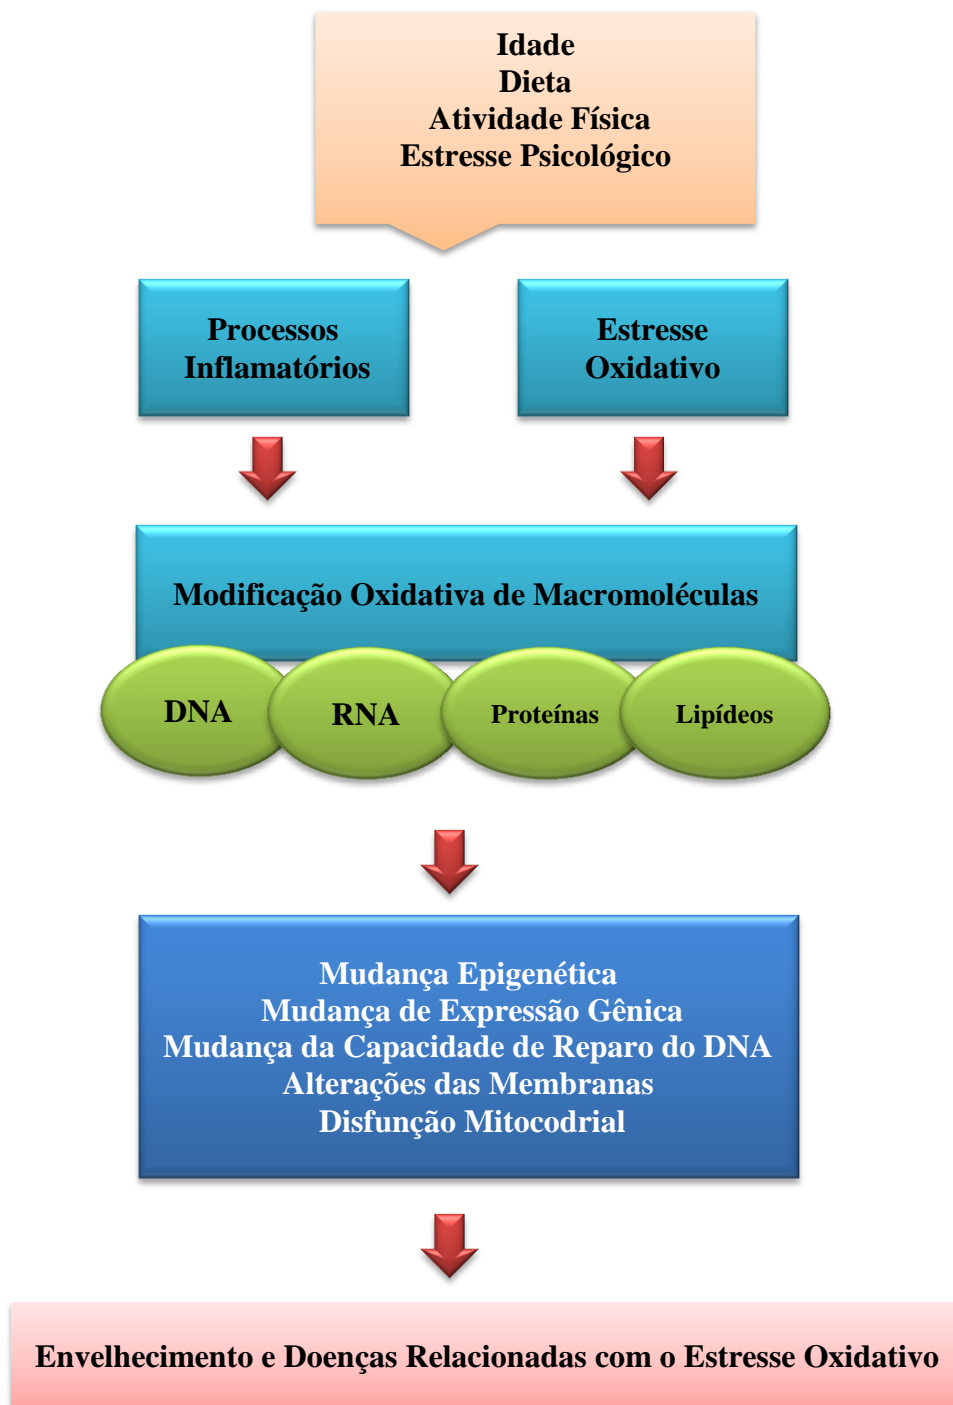 Idade
Dieta
Atividade Física
Estresse Psicológico
Processos
Inflamatórios
Estresse
Oxidativo
Modificação Oxidativa de Macromoléculas
DNA
RNA
Proteínas
Lipídeos
Mudança Epigenética
Mudança de Expressão Gênica
Mudança da Capacidade de Reparo do DNA
Alterações das Membranas
Disfunção Mitocodrial
Envelhecimento e Doenças Relacionadas com o Estresse Oxidativo